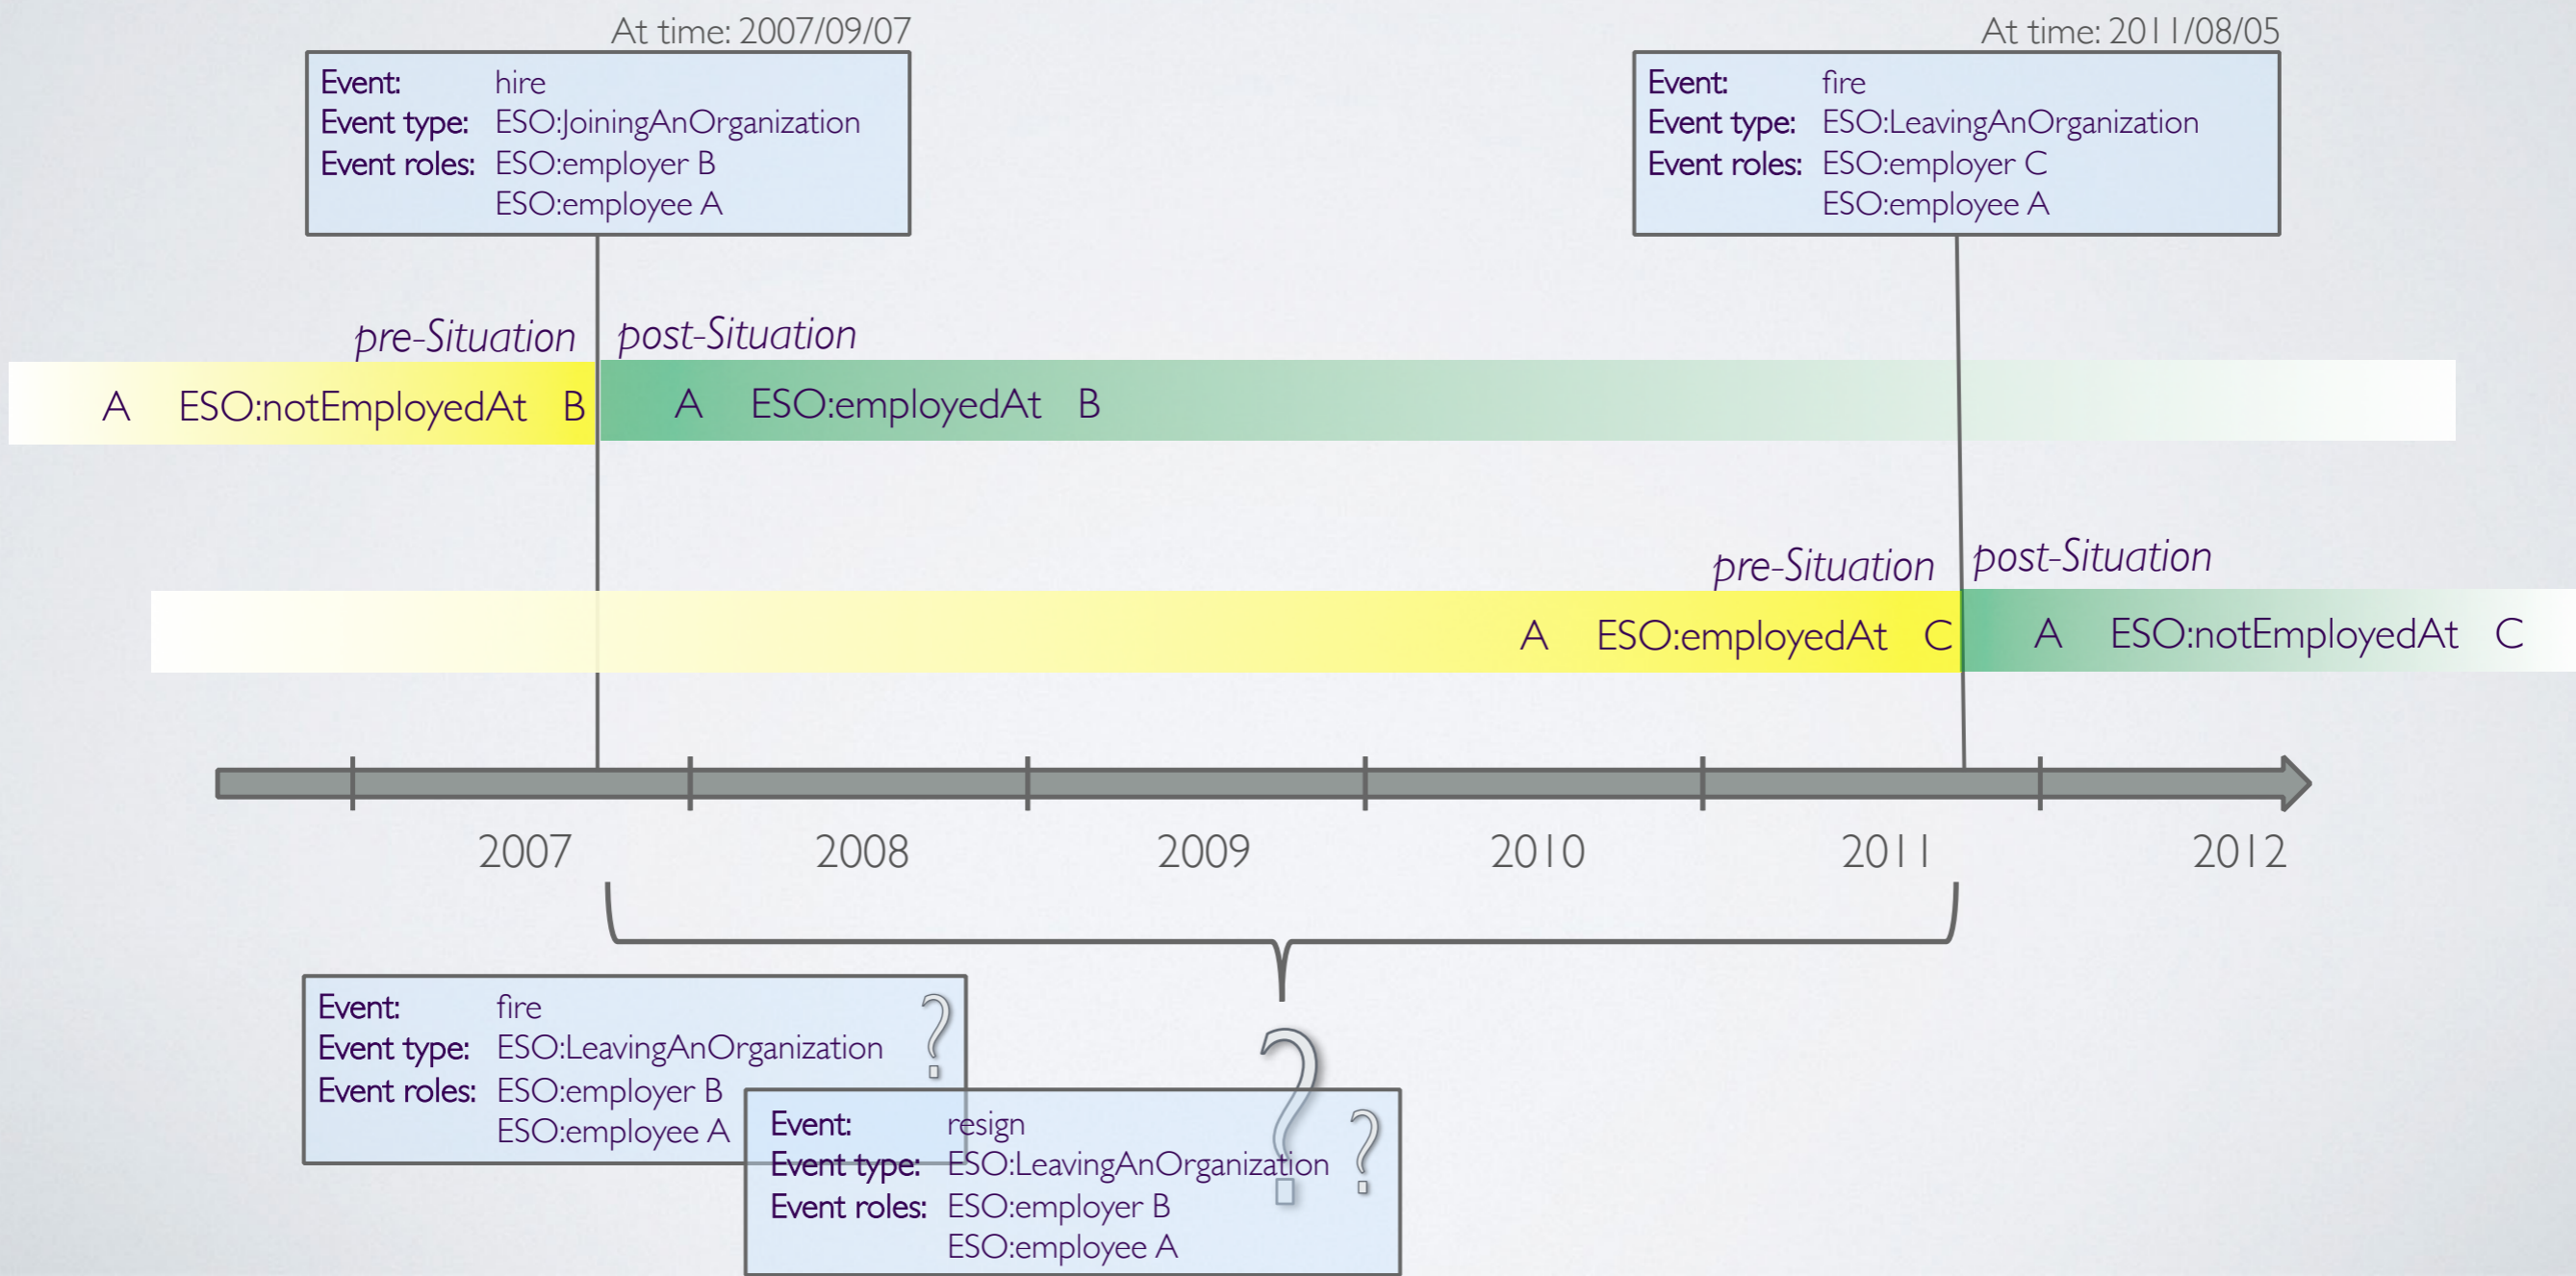 At time: 2007/09/07
Event: hire
Event type: ESO:JoiningAnOrganization
Event roles: ESO:employer B
ESO:employee A
At time: 2011/08/05
Event: fire
Event type: ESO:LeavingAnOrganization
Event roles: ESO:employer C
ESO:employee A
pre-Situation post-Situation
A ESO:notEmployedAt B A ESO:employedAt B
pre-Situation post-Situation
A ESO:employedAt C A ESO:notEmployedAt C
2007 2008 2009 2010 2011 2012
Event: fire ?
Event type: ESO:LeavingAnOrganization
Event roles: ESO:employer B
ESO:employee A
?
Event: resign ?
Event type: ESO:LeavingAnOrganization
Event roles: ESO:employer B
ESO:employee A